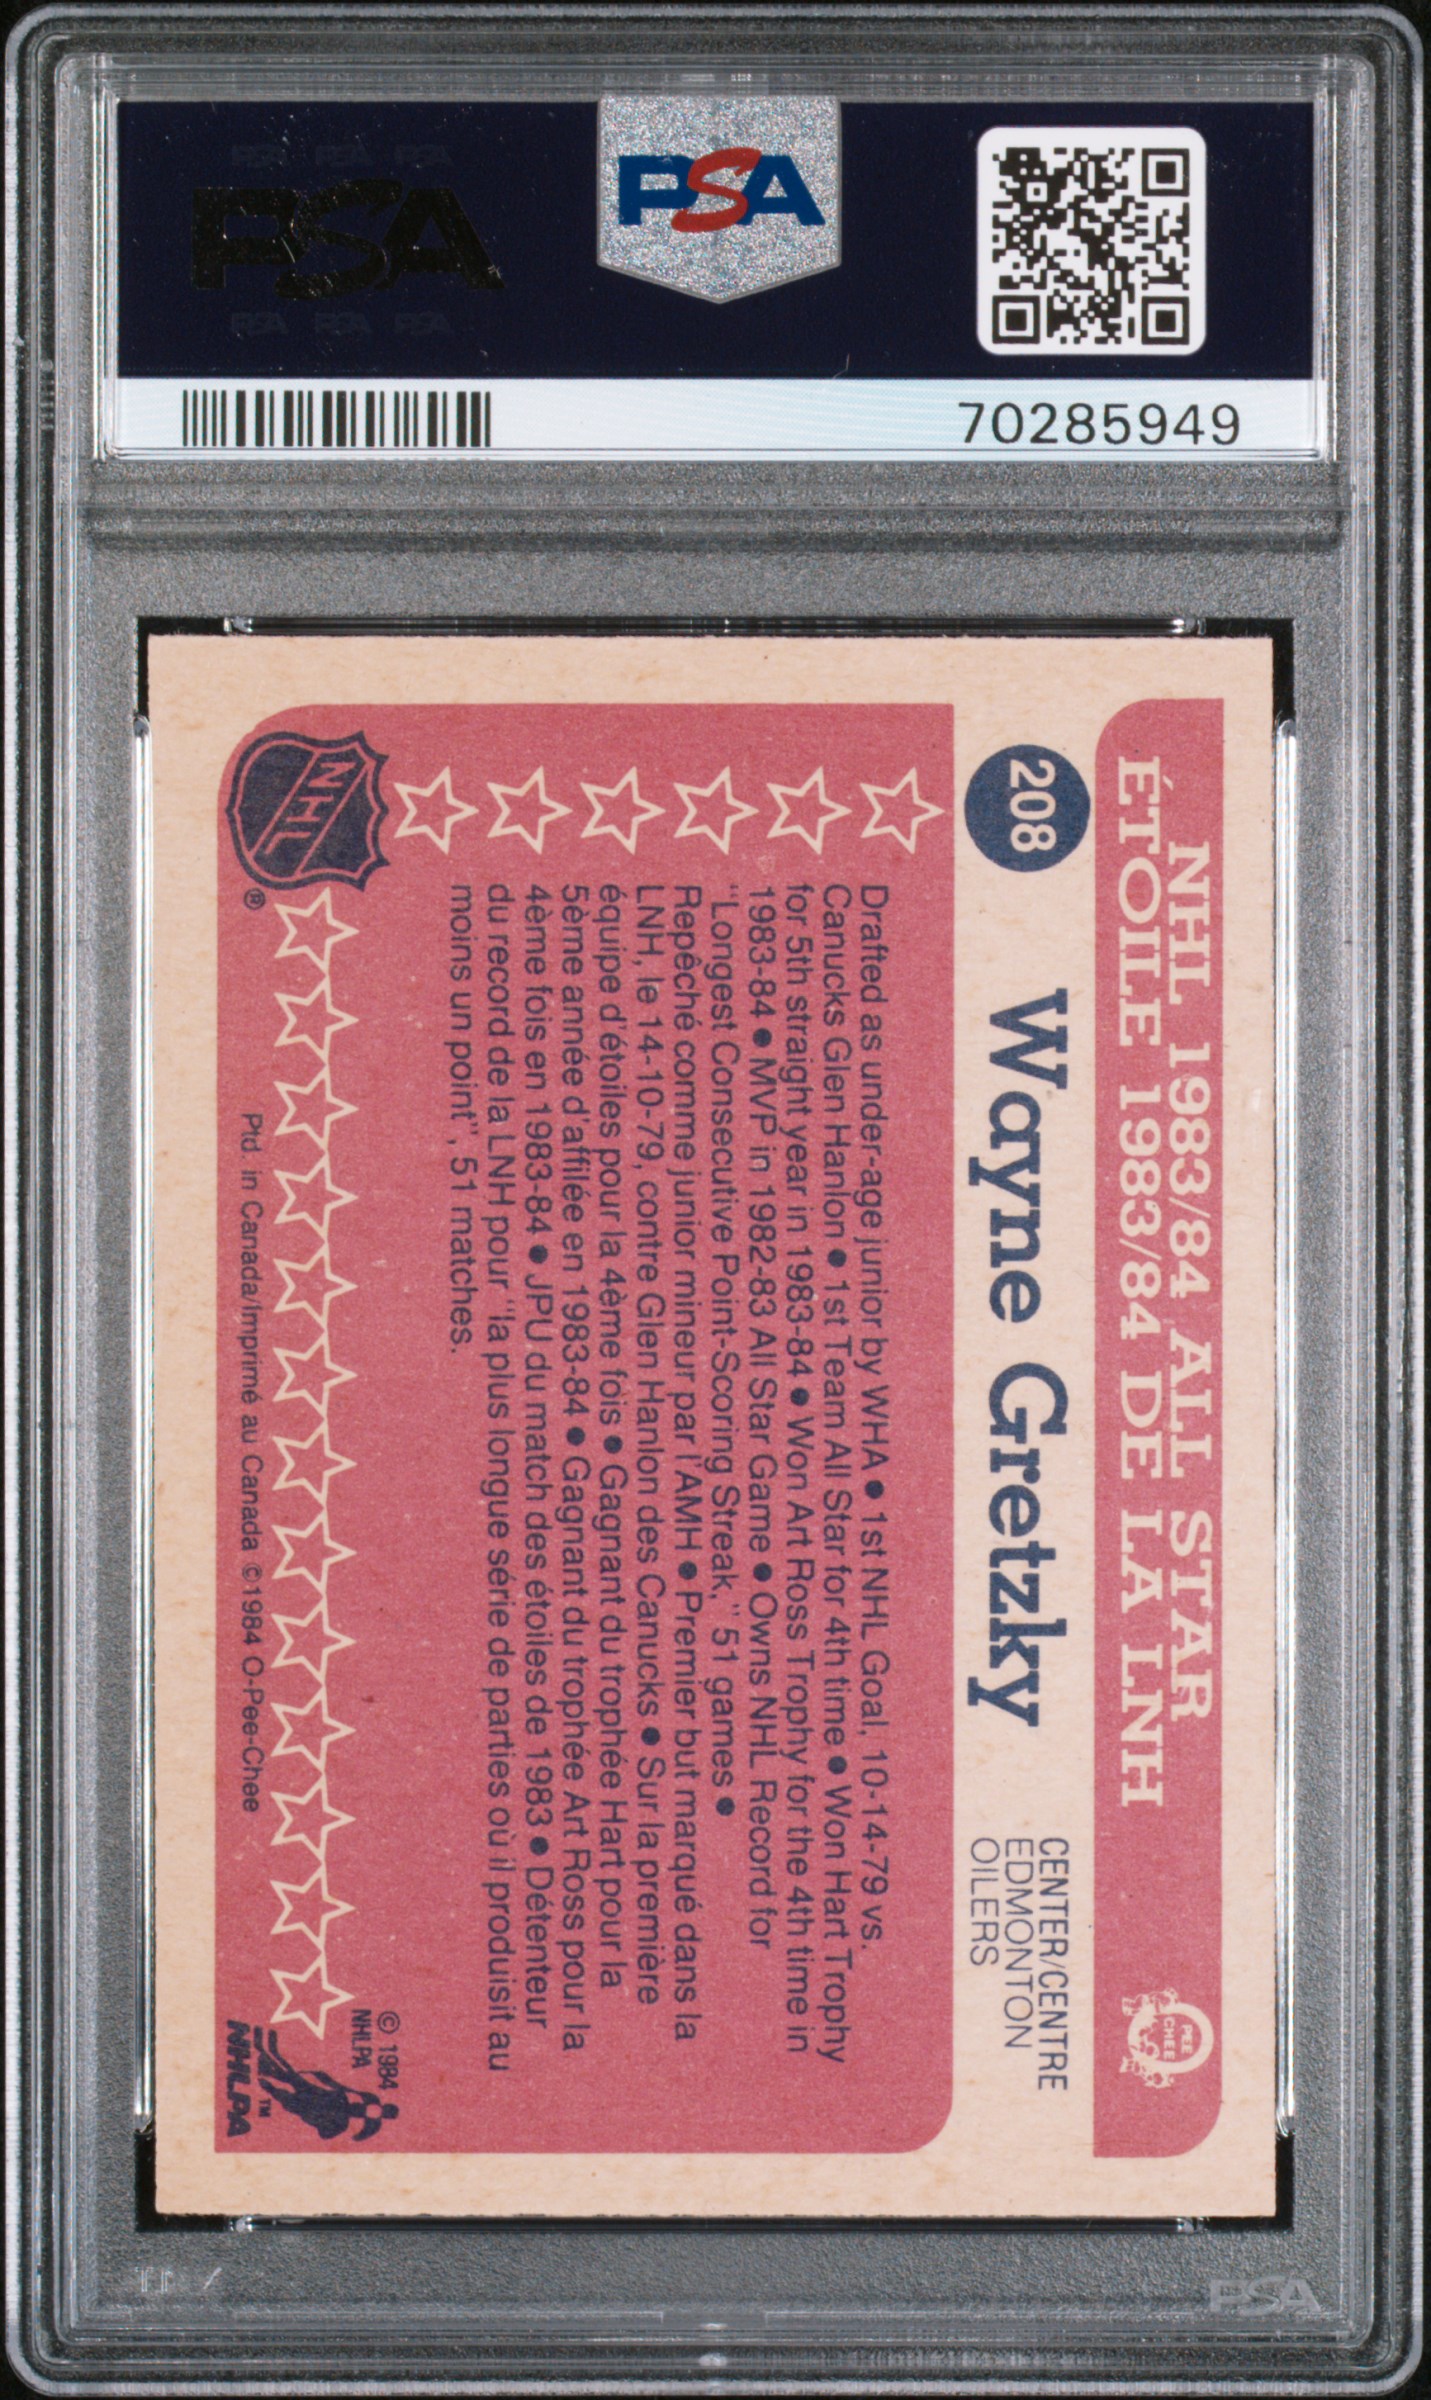 PSA
PSA
70285949
NHL 1983/84 ALL STAR
ÉTOILE 1983/84 DE LA LNH
O PEE CHEE
208
Wayne Gretzky
CENTER/CENTRE
EDMONTON
OILERS
Drafted as under-age junior by WHA ● 1st NHL Goal, 10-14-79 vs.
Canucks Glen Hanlon ● 1st Team All Star for 4th time ● Won Hart Trophy
for 5th straight year in 1983-84 ● Won Art Ross Trophy for the 4th time in
1983-84 ● MVP in 1982-83 All Star Game ● Owns NHL Record for
"Longest Consecutive Point-Scoring Streak," 51 games ●
Repêché comme junior mineur par l'AMH ● Premier but marqué dans la
LNH, le 14-10-79, contre Glen Hanlon des Canucks ● Sur la première
équipe d'étoiles pour la 4ème fois ● Gagnant du trophée Hart pour la
5ème année d'affilée en 1983-84 ● Gagnant du trophée Art Ross pour la
4ème fois en 1983-84 ● JPU du match des étoiles de 1983 ● Détenteur
du record de la LNH pour "la plus longue série de parties où il produisit au
moins un point", 51 matches.
NHL ®
© 1984
NHLPA
NHLPA ™
Ptd. in Canada/Imprimé au Canada ©1984 O-Pee-Chee
PSA